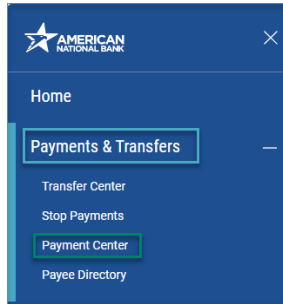 AMERICAN
NATIONAL BANK
Home
Payments & Transfers
Transfer Center
Stop Payments
Payment Center
Payee Directory